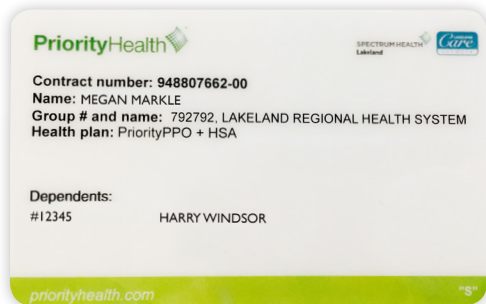 PriorityHealth
SPECTRUM HEALTH
Lakeland
Care
Contract number: 948807662-00
Name: MEGAN MARKLE
Group # and name: 792792, LAKELAND REGIONAL HEALTH SYSTEM
Health plan: PriorityPPO + HSA
Dependents:
#12345 HARRY WINDSOR
priorityhealth.com "S"